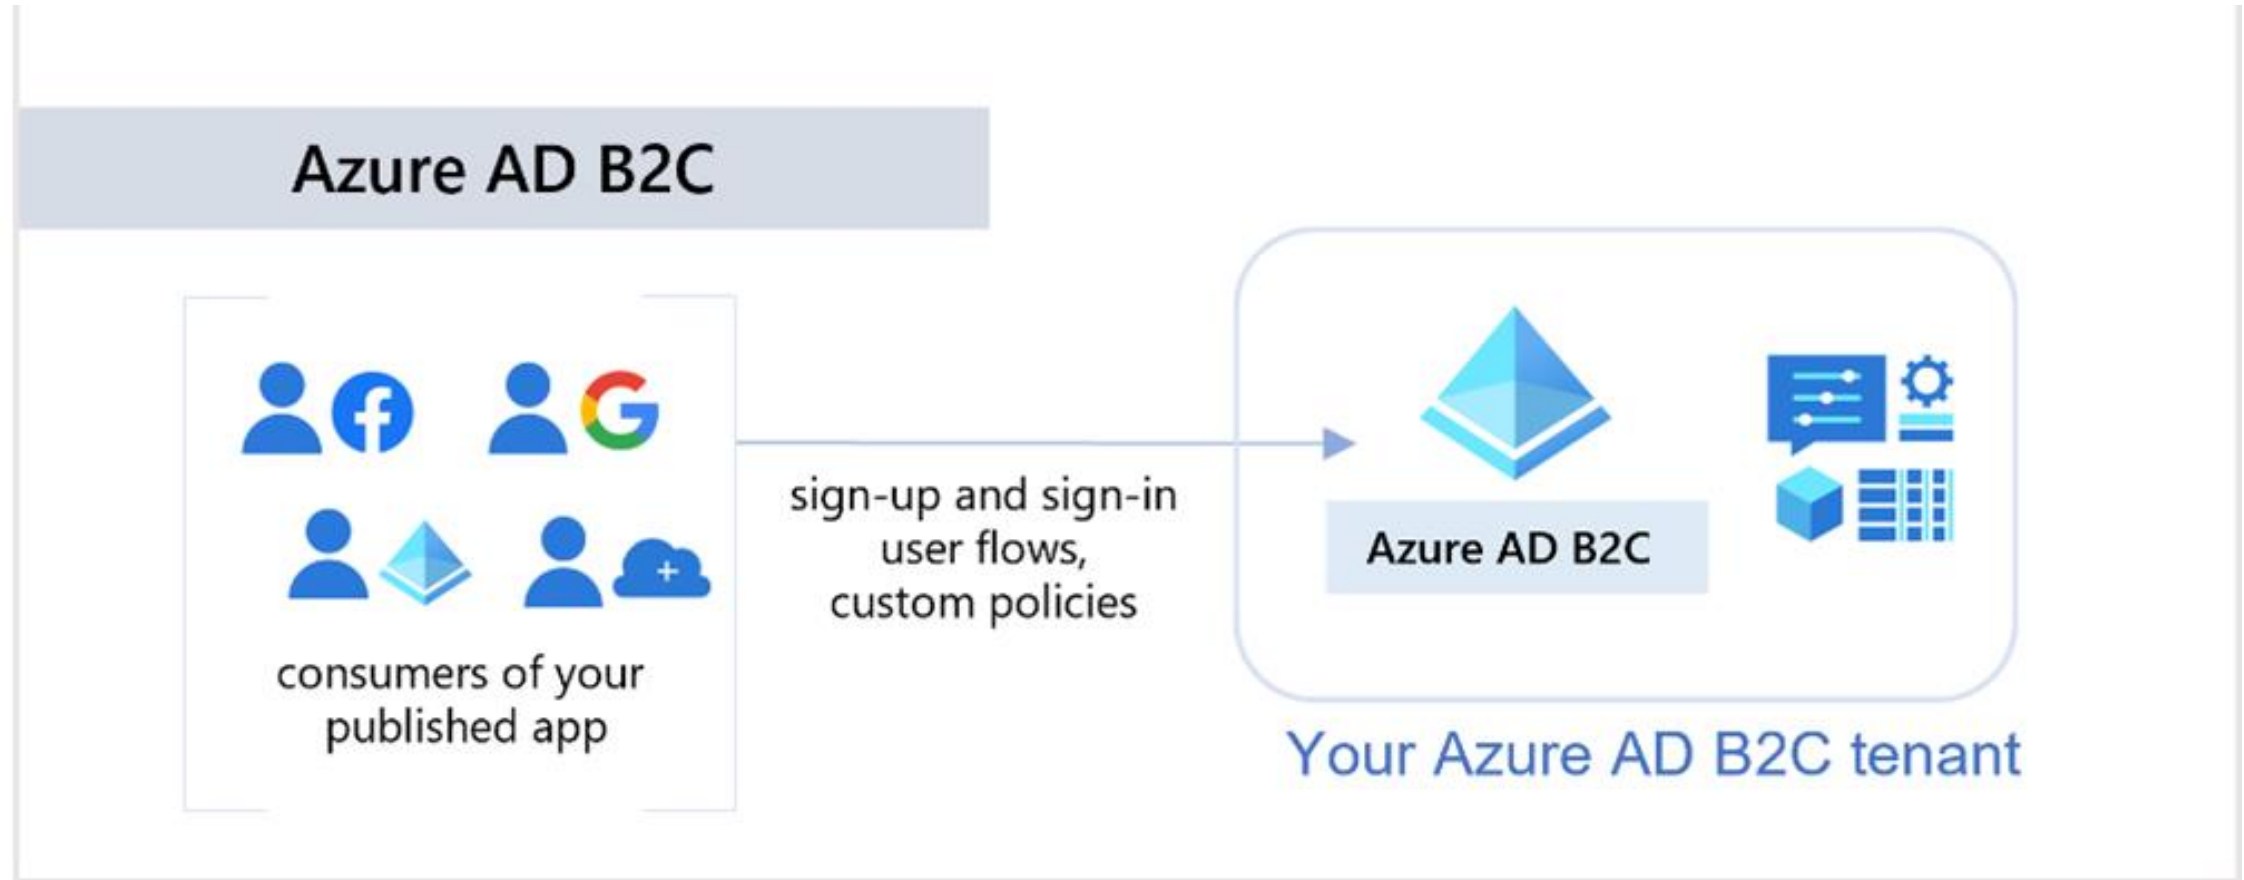 Azure AD B2C
consumers of your
published app
sign-up and sign-in
user flows,
custom policies
Azure AD B2C
Your Azure AD B2C tenant